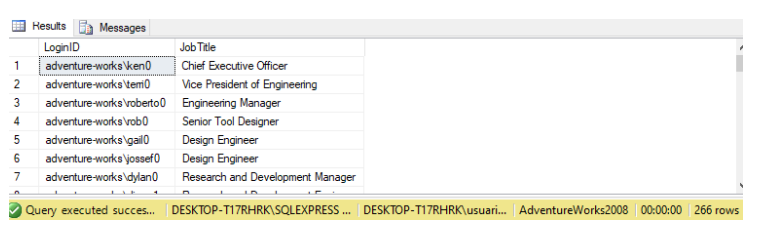 Results Messages
LoginID JobTitle
1 adventure-works\ken0 Chief Executive Officer
2 adventure-works\terri0 Vice President of Engineering
3 adventure-works\roberto0 Engineering Manager
4 adventure-works\rob0 Senior Tool Designer
5 adventure-works\gail0 Design Engineer
6 adventure-works\jossef0 Design Engineer
7 adventure-works\dylan0 Research and Development Manager
Query executed succes... DESKTOP-T17RHRK\SQLEXPRESS ... DESKTOP-T17RHRK\usuari... AdventureWorks2008 00:00:00 266 rows